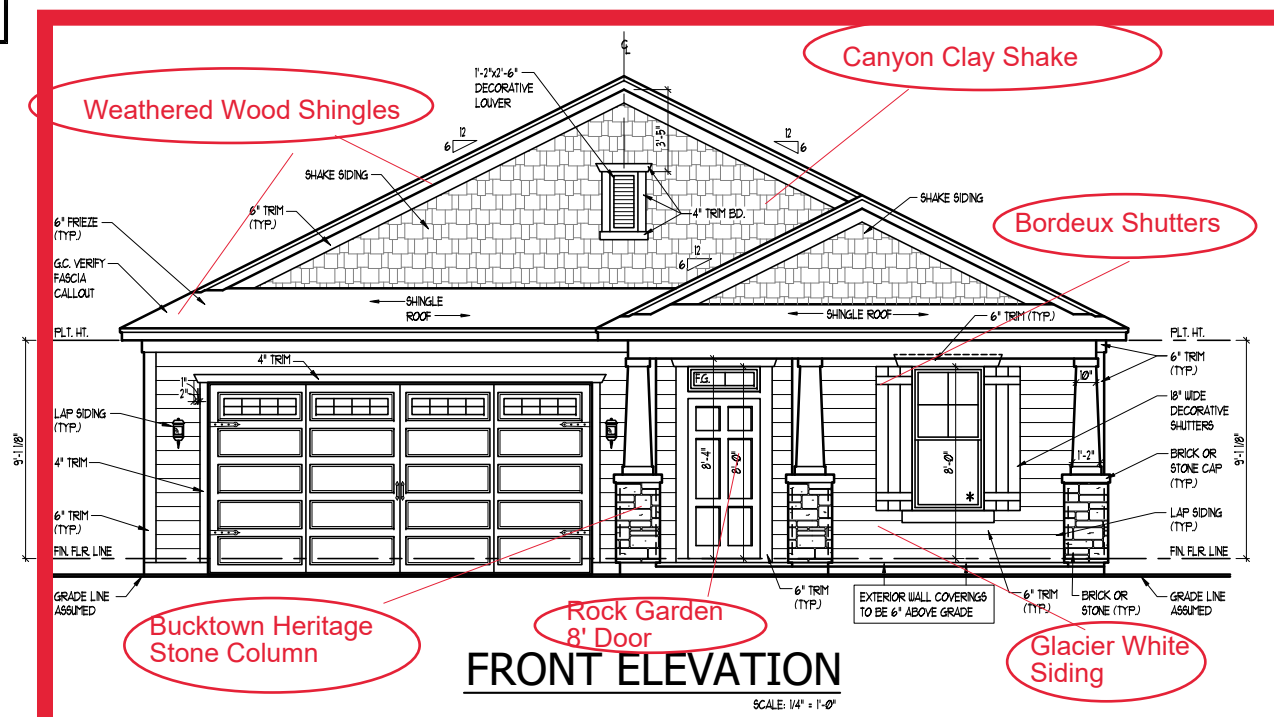 Canyon Clay Shake
Weathered Wood Shingles
Bordeux Shutters
℄
1'-2"x2'-6"
DECORATIVE
LOUVER
12
6
3'-5"
12
6
SHAKE SIDING
SHAKE SIDING
6" TRIM
(TYP.)
4" TRIM BD.
6" FRIEZE
(TYP.)
G.C. VERIFY
FASCIA
CALLOUT
12
6
SHINGLE
ROOF
SHINGLE ROOF
6" TRIM (TYP.)
PLT. HT.
PLT. HT.
4" TRIM
6" TRIM
(TYP.)
1"
2"
F.G.
10"
18" WIDE
DECORATIVE
SHUTTERS
LAP SIDING
(TYP.)
9'-1 1/8"
8'-4"
8'-0"
8'-0"
1'-2"
9'-1 1/8"
4" TRIM
BRICK OR
STONE CAP
(TYP.)
*
6" TRIM
(TYP.)
LAP SIDING
(TYP.)
FIN. FLR. LINE
FIN. FLR. LINE
GRADE LINE
ASSUMED
6" TRIM
(TYP.)
EXTERIOR WALL COVERINGS
TO BE 6" ABOVE GRADE
6" TRIM
(TYP.)
BRICK OR
STONE (TYP.)
GRADE LINE
ASSUMED
Bucktown Heritage
Stone Column
Rock Garden
8' Door
Glacier White
Siding
FRONT ELEVATION
SCALE: 1/4" = 1'-0"